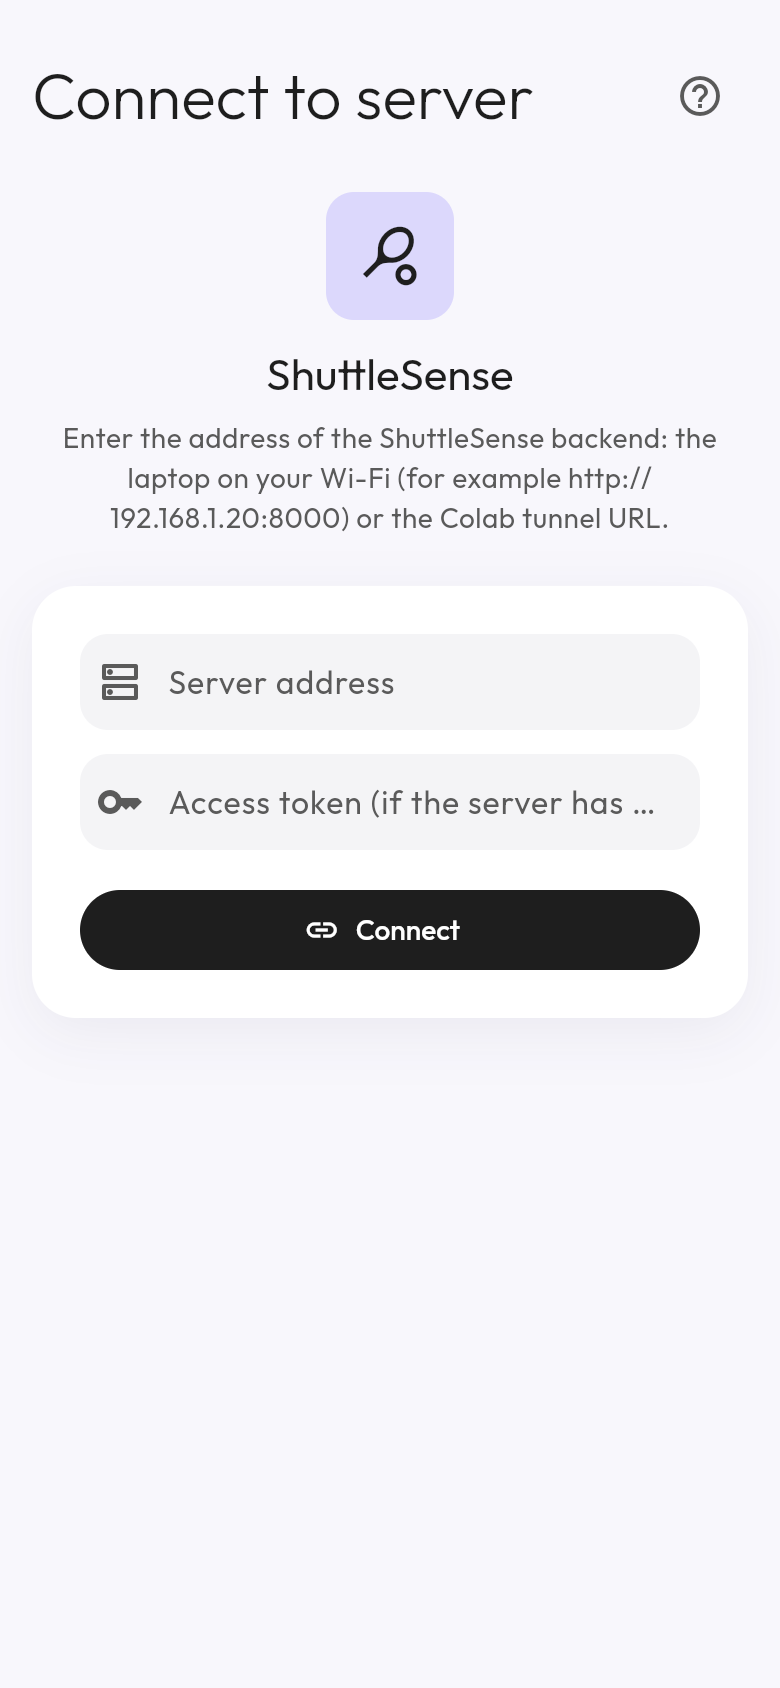 Connect to server
ShuttleSense
Enter the address of the ShuttleSense backend: the
laptop on your Wi-Fi (for example http://
192.168.1.20:8000) or the Colab tunnel URL.
Server address
Access token (if the server has ...
Connect